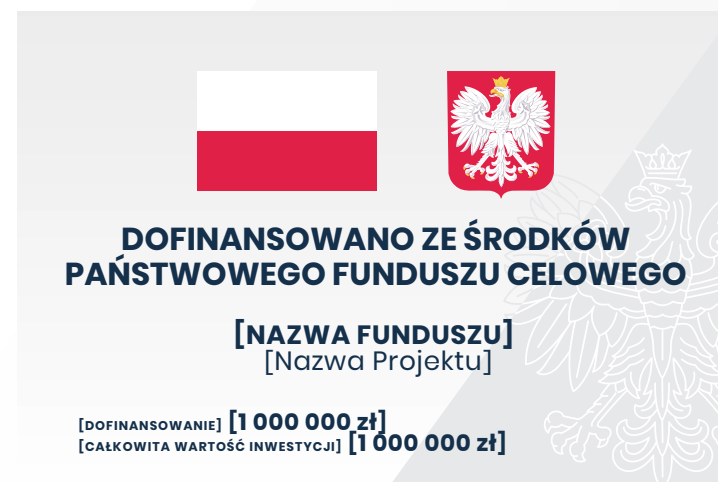 DOFINANSOWANO ZE ŚRODKÓW
PAŃSTWOWEGO FUNDUSZU CELOWEGO
[NAZWA FUNDUSZU]
[Nazwa Projektu]
[DOFINANSOWANIE] [1 000 000 zł]
[CAŁKOWITA WARTOŚĆ INWESTYCJI] [1 000 000 zł]